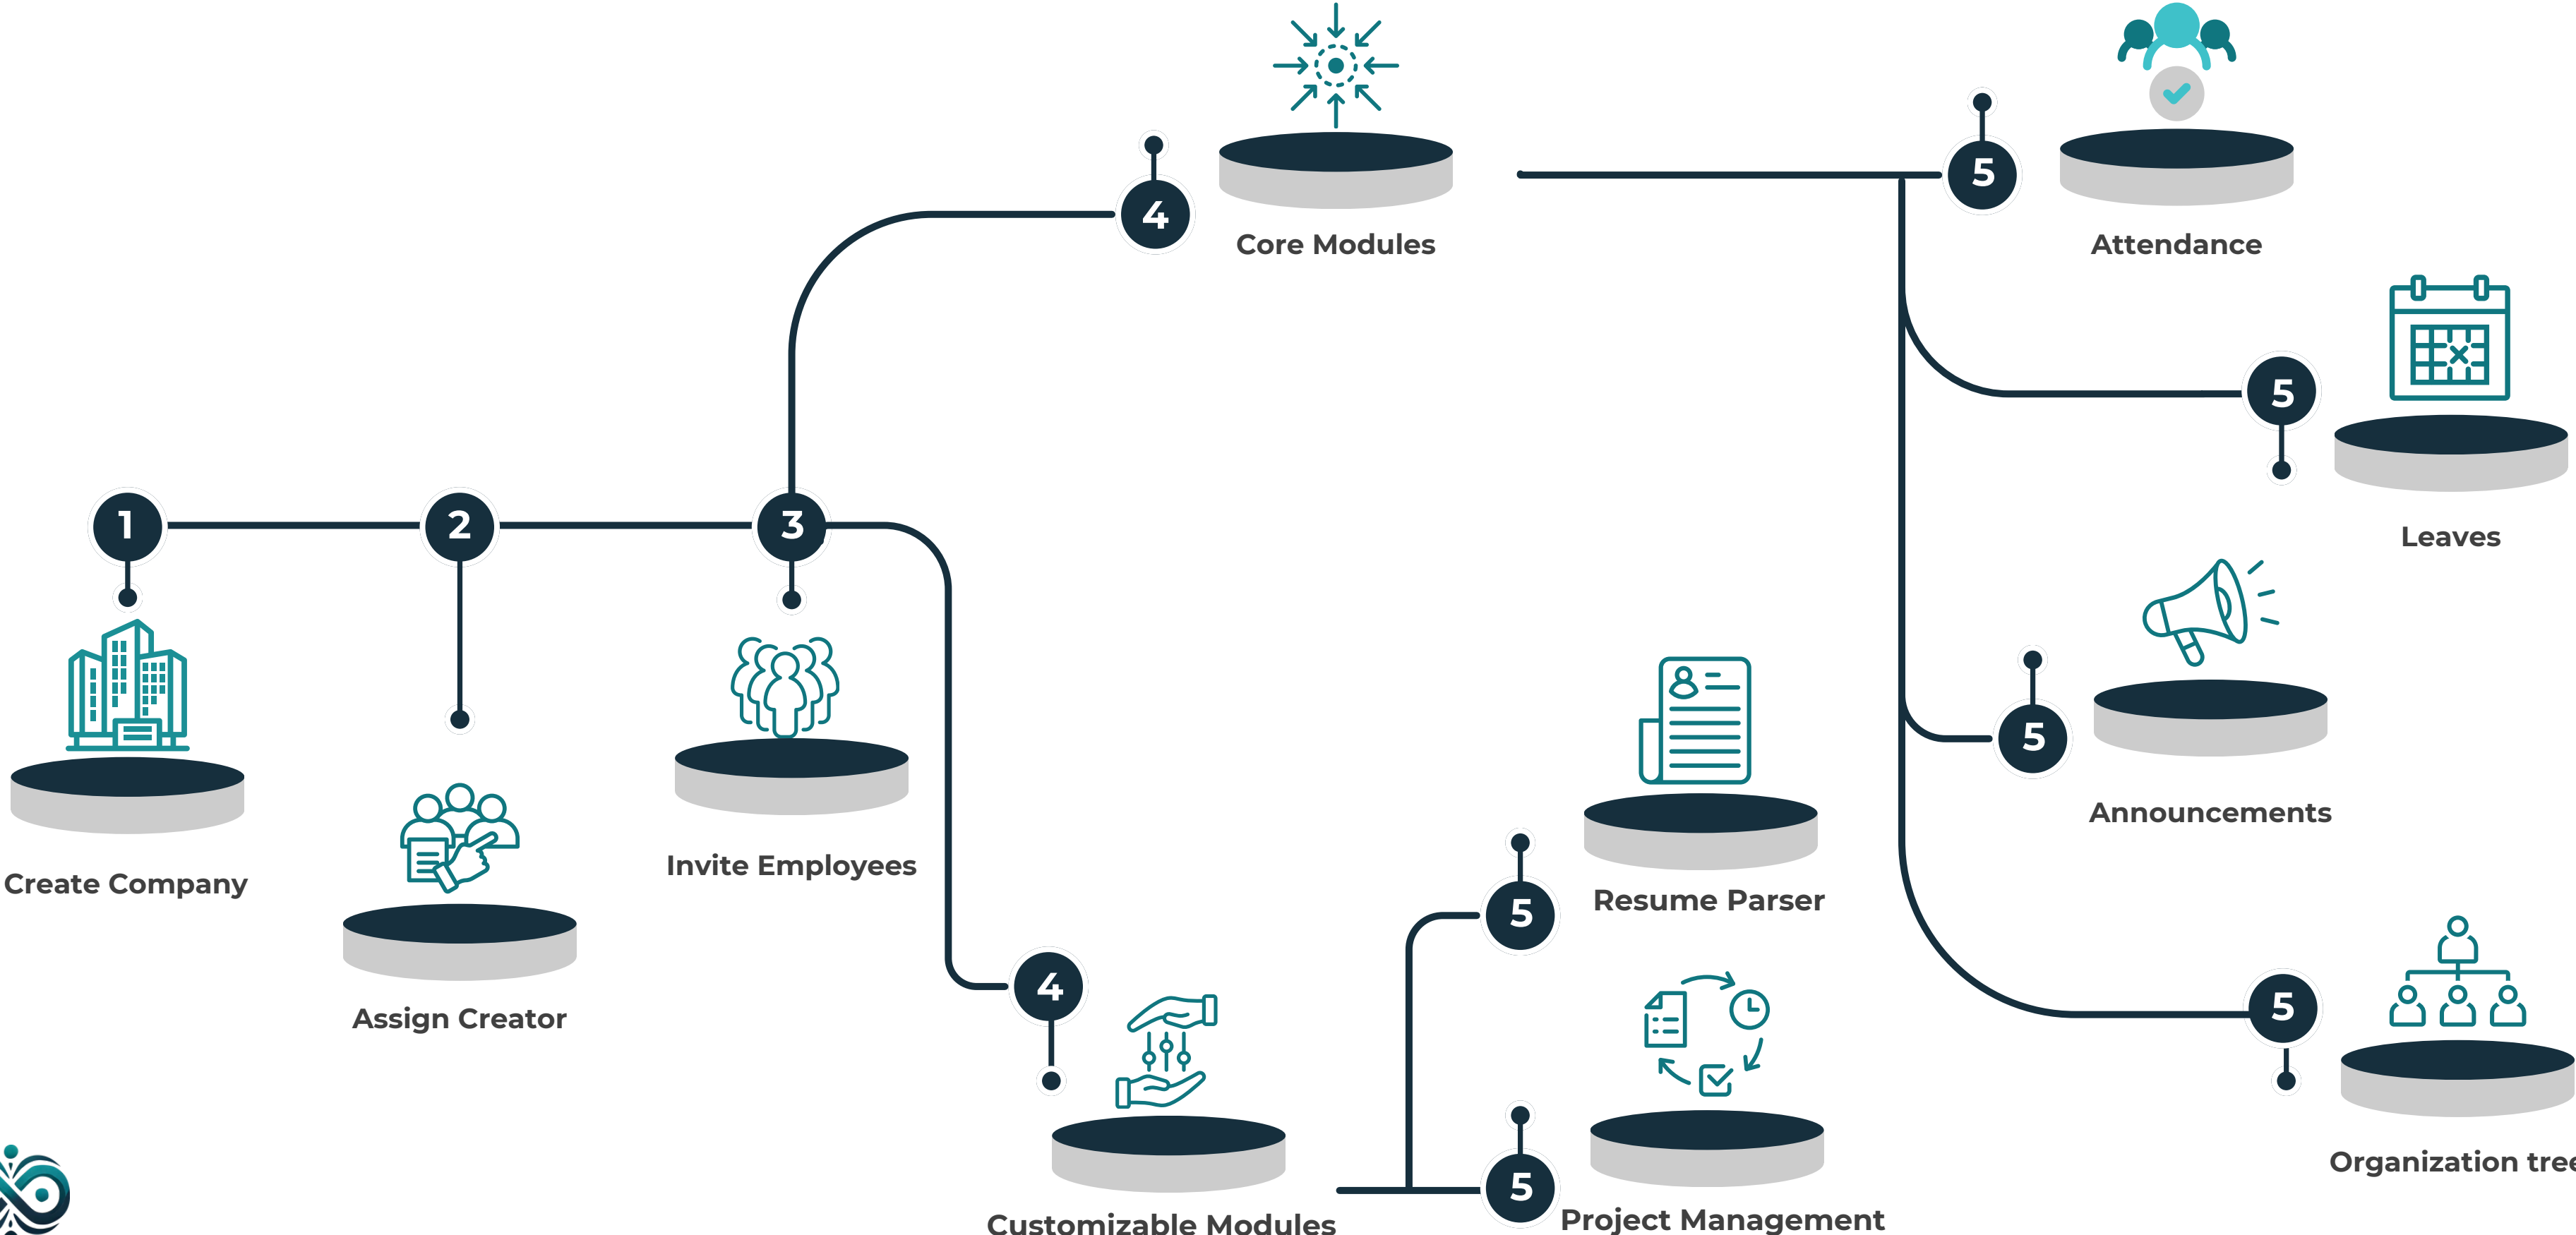 1
Create Company
2
Assign Creator
3
Invite Employees
4
Core Modules
5
Attendance
5
Leaves
5
Announcements
5
Organization tree
4
Customizable Modules
5
Resume Parser
5
Project Management